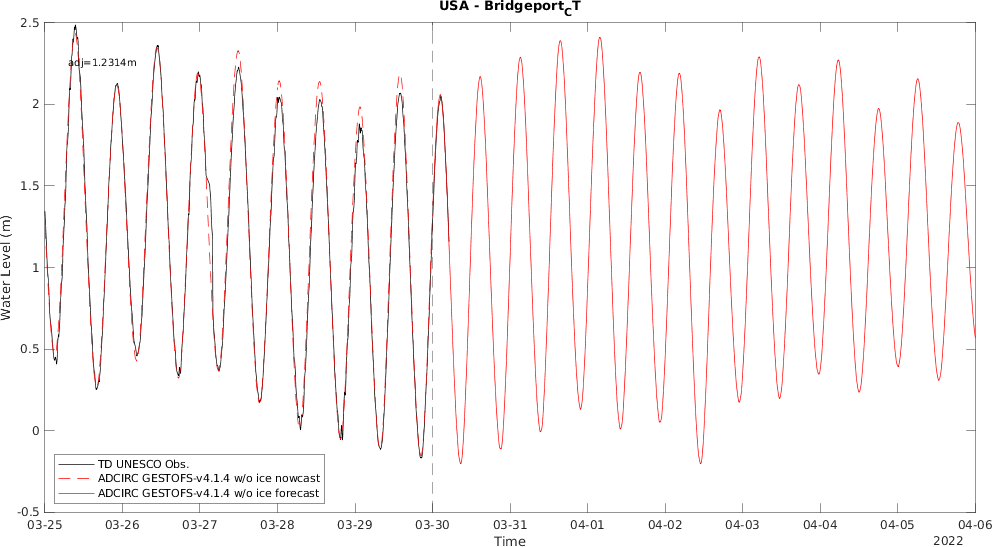 USA - Bridgeport_CT
2.5
adj=1.2314m
2
1.5
1
0.5
0
-0.5
Water Level (m)
TD UNESCO Obs.
ADCIRC GESTOFS-v4.1.4 w/o ice nowcast
ADCIRC GESTOFS-v4.1.4 w/o ice forecast
03-25 03-26 03-27 03-28 03-29 03-30 03-31 04-01 04-02 04-03 04-04 04-05 04-06
Time
2022